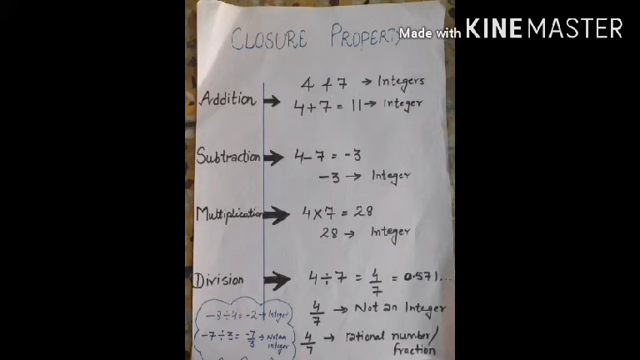 CLOSURE PROPERTY
Made with KINEMASTER
4 & 7 → Integers
Addition → 4 + 7 = 11 → Integer
Subtraction → 4 - 7 = -3
-3 → Integer
Multiplication → 4 × 7 = 28
28 → Integer
Division → 4 ÷ 7 = 4/7 = 0.571...
4/7 → Not an Integer
4/7 → rational number/
fraction
-8 ÷ 4 = -2 → Integer
-7 ÷ 3 = -7/3 → Not an
integer